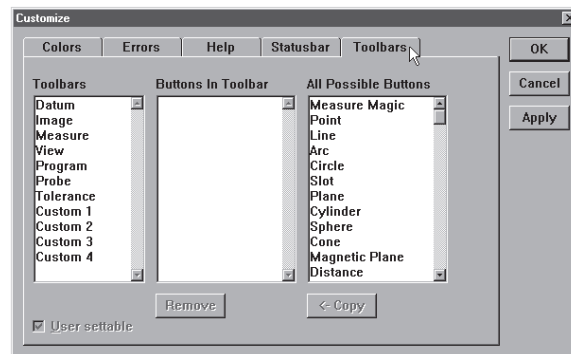 Customize
Colors Errors Help Statusbar Toolbars
OK
Cancel
Apply
Toolbars
Datum
Image
Measure
View
Program
Probe
Tolerance
Custom 1
Custom 2
Custom 3
Custom 4
Buttons In Toolbar
Remove
All Possible Buttons
Measure Magic
Point
Line
Arc
Circle
Slot
Plane
Cylinder
Sphere
Cone
Magnetic Plane
Distance
<- Copy
User settable